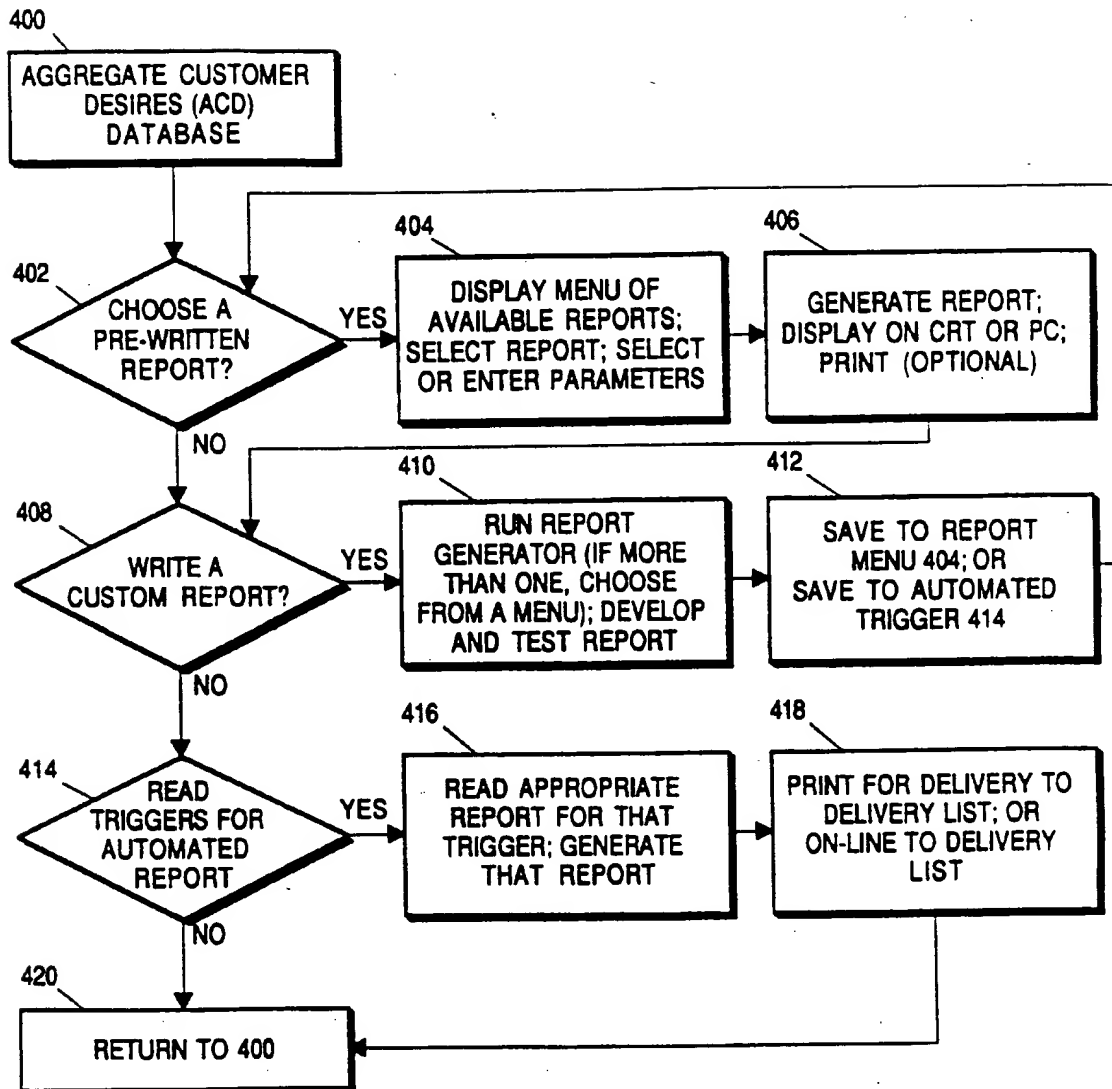 400
AGGREGATE CUSTOMER
DESIRES (ACD)
DATABASE
402
CHOOSE A
PRE-WRITTEN
REPORT?
YES
NO
404
DISPLAY MENU OF
AVAILABLE REPORTS;
SELECT REPORT; SELECT
OR ENTER PARAMETERS
406
GENERATE REPORT;
DISPLAY ON CRT OR PC;
PRINT (OPTIONAL)
408
WRITE A
CUSTOM REPORT?
YES
NO
410
RUN REPORT
GENERATOR (IF MORE
THAN ONE, CHOOSE
FROM A MENU); DEVELOP
AND TEST REPORT
412
SAVE TO REPORT
MENU 404; OR
SAVE TO AUTOMATED
TRIGGER 414
414
READ
TRIGGERS FOR
AUTOMATED
REPORT
YES
NO
416
READ APPROPRIATE
REPORT FOR THAT
TRIGGER; GENERATE
THAT REPORT
418
PRINT FOR DELIVERY TO
DELIVERY LIST; OR
ON-LINE TO DELIVERY
LIST
420
RETURN TO 400